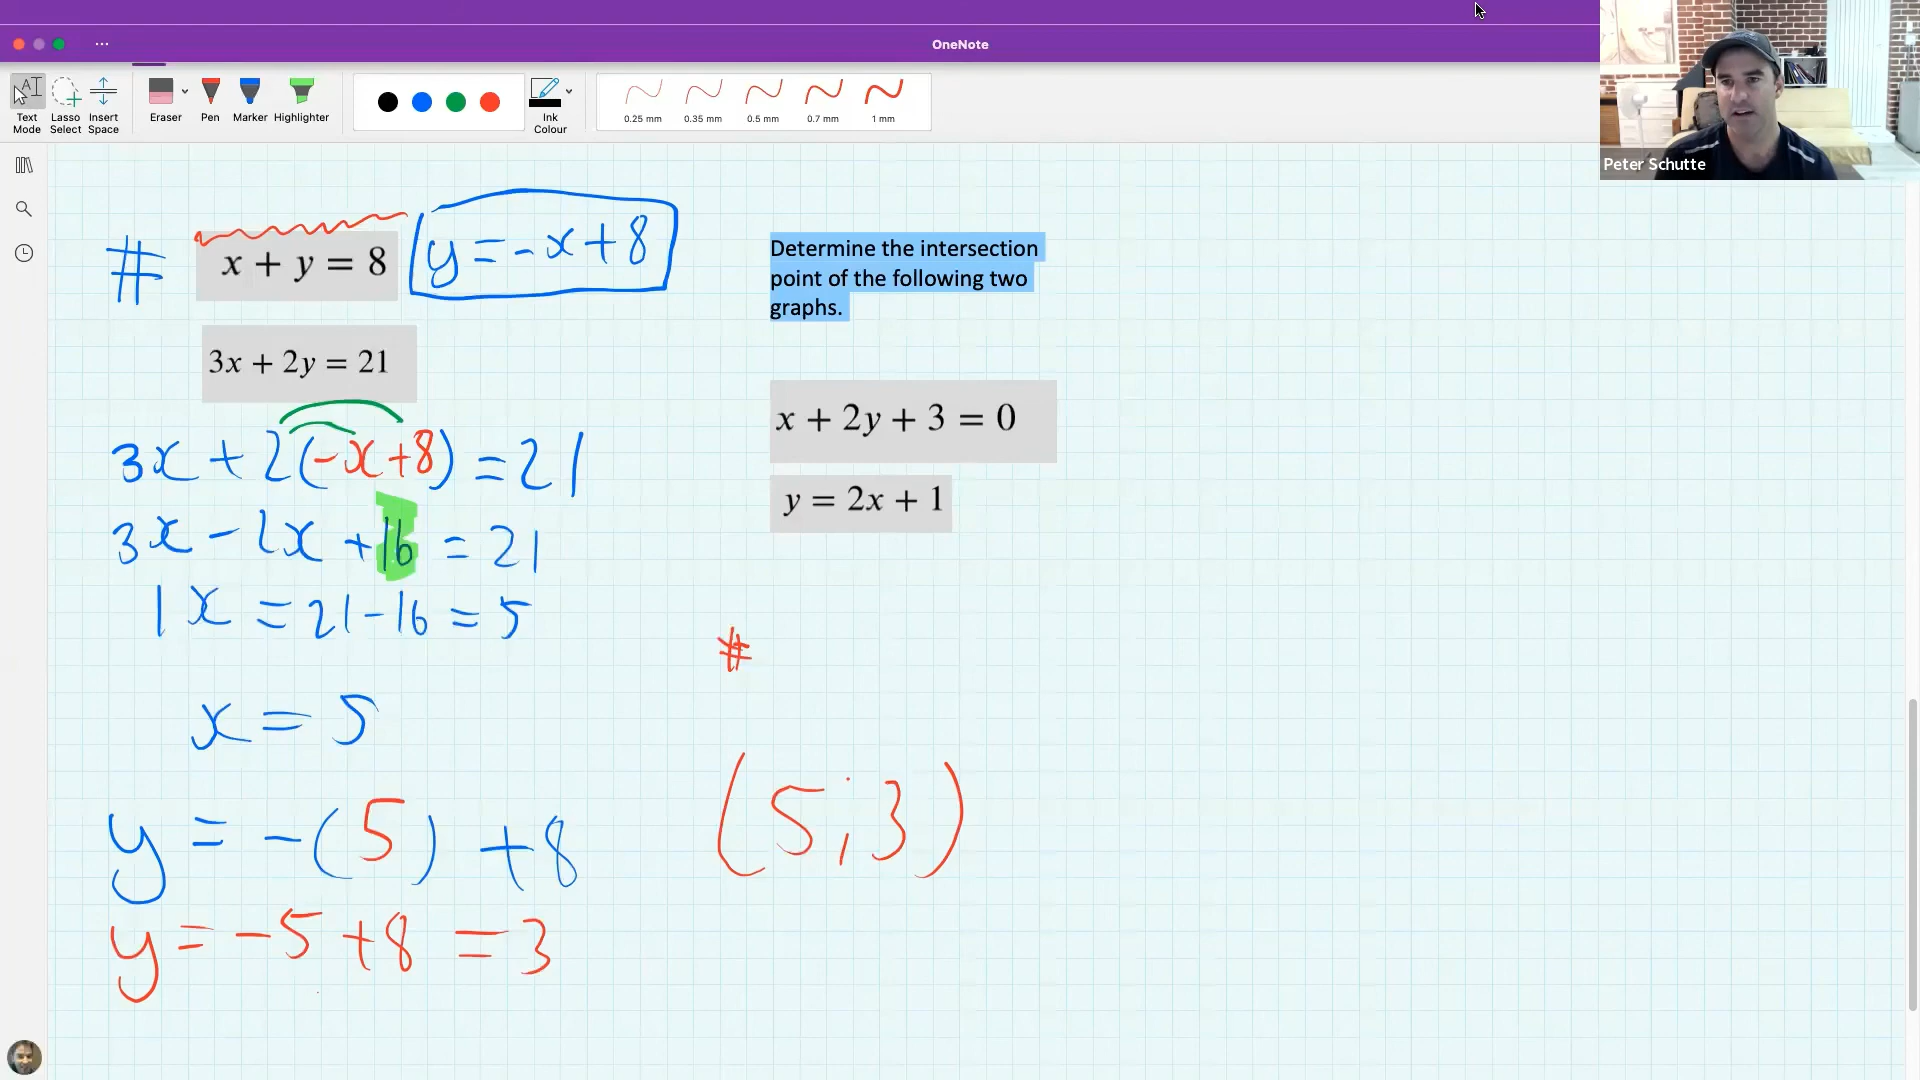 OneNote
Text Mode
Lasso Select
Insert Space
Eraser
Pen
Marker
Highlighter
Ink Colour
0.25 mm
0.35 mm
0.5 mm
0.7 mm
1 mm
Peter Schutte
# x + y = 8 y = -x + 8
3x + 2y = 21
3x + 2(-x+8) = 21
3x - 2x + 16 = 21
1x = 21 - 16 = 5
x = 5
y = -(5) + 8
y = -5 + 8 = 3
Determine the intersection
point of the following two
graphs.
x + 2y + 3 = 0
y = 2x + 1
#
(5;3)